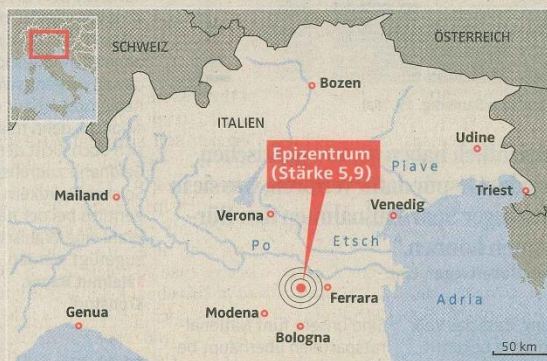 SCHWEIZ
ÖSTERREICH
Bozen
ITALIEN
Udine
Epizentrum
(Stärke 5,9)
Piave
Mailand
Triest
Verona
Venedig
Po
Etsch
Ferrara
Adria
Modena
Genua
Bologna
50 km